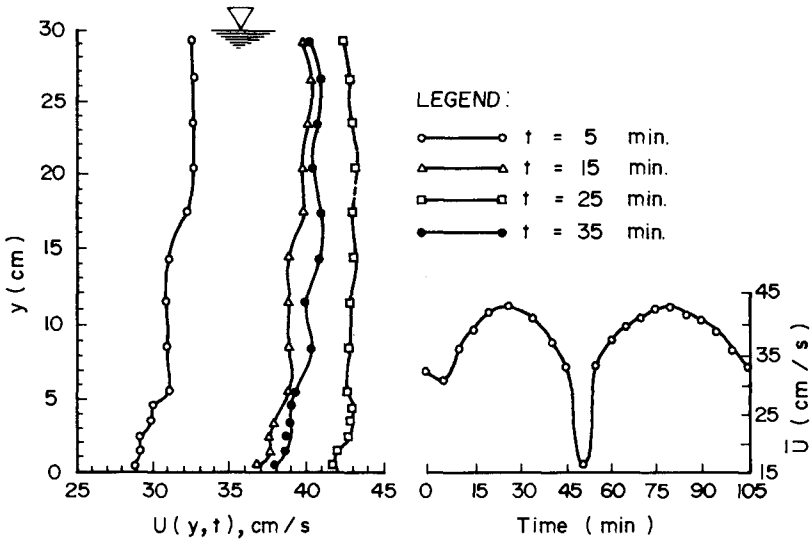 30
25
20
15
10
5
0
y (cm)
25 30 35 40 45
U(y,t), cm/s
LEGEND:
t = 5 min.
t = 15 min.
t = 25 min.
t = 35 min.
45
35
25
15
U̅ (cm/s)
0 15 30 45 60 75 90 105
Time (min)